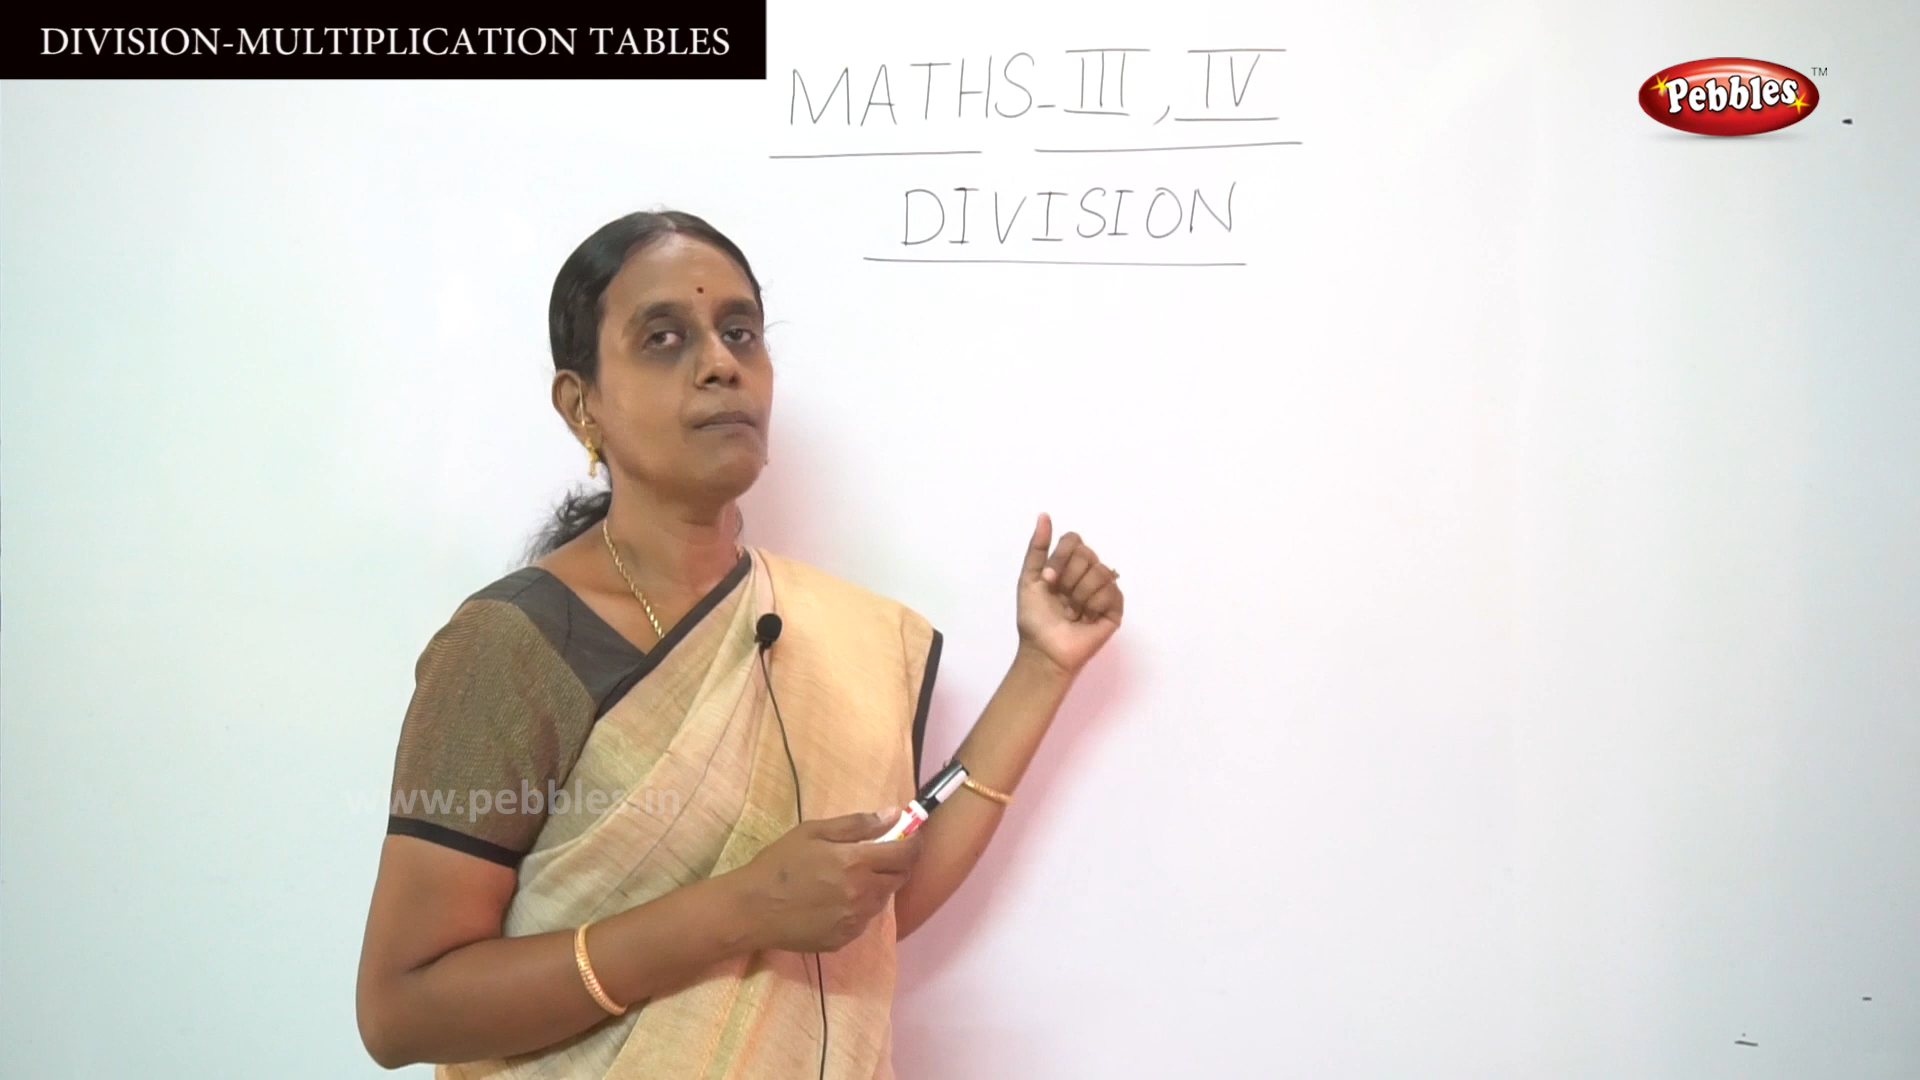 DIVISION-MULTIPLICATION TABLES
MATHS-III, IV
DIVISION
Pebbles TM
www.pebbles.in